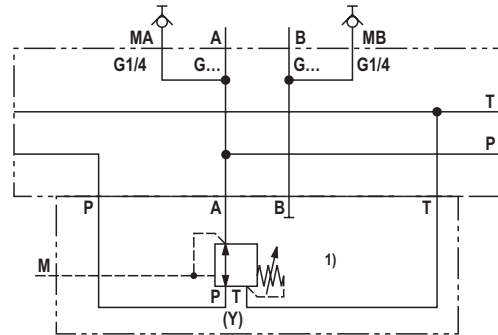 MA A B MB
G1/4 G... G... G1/4
T
P
P A B T
M
1)
P T
(Y)